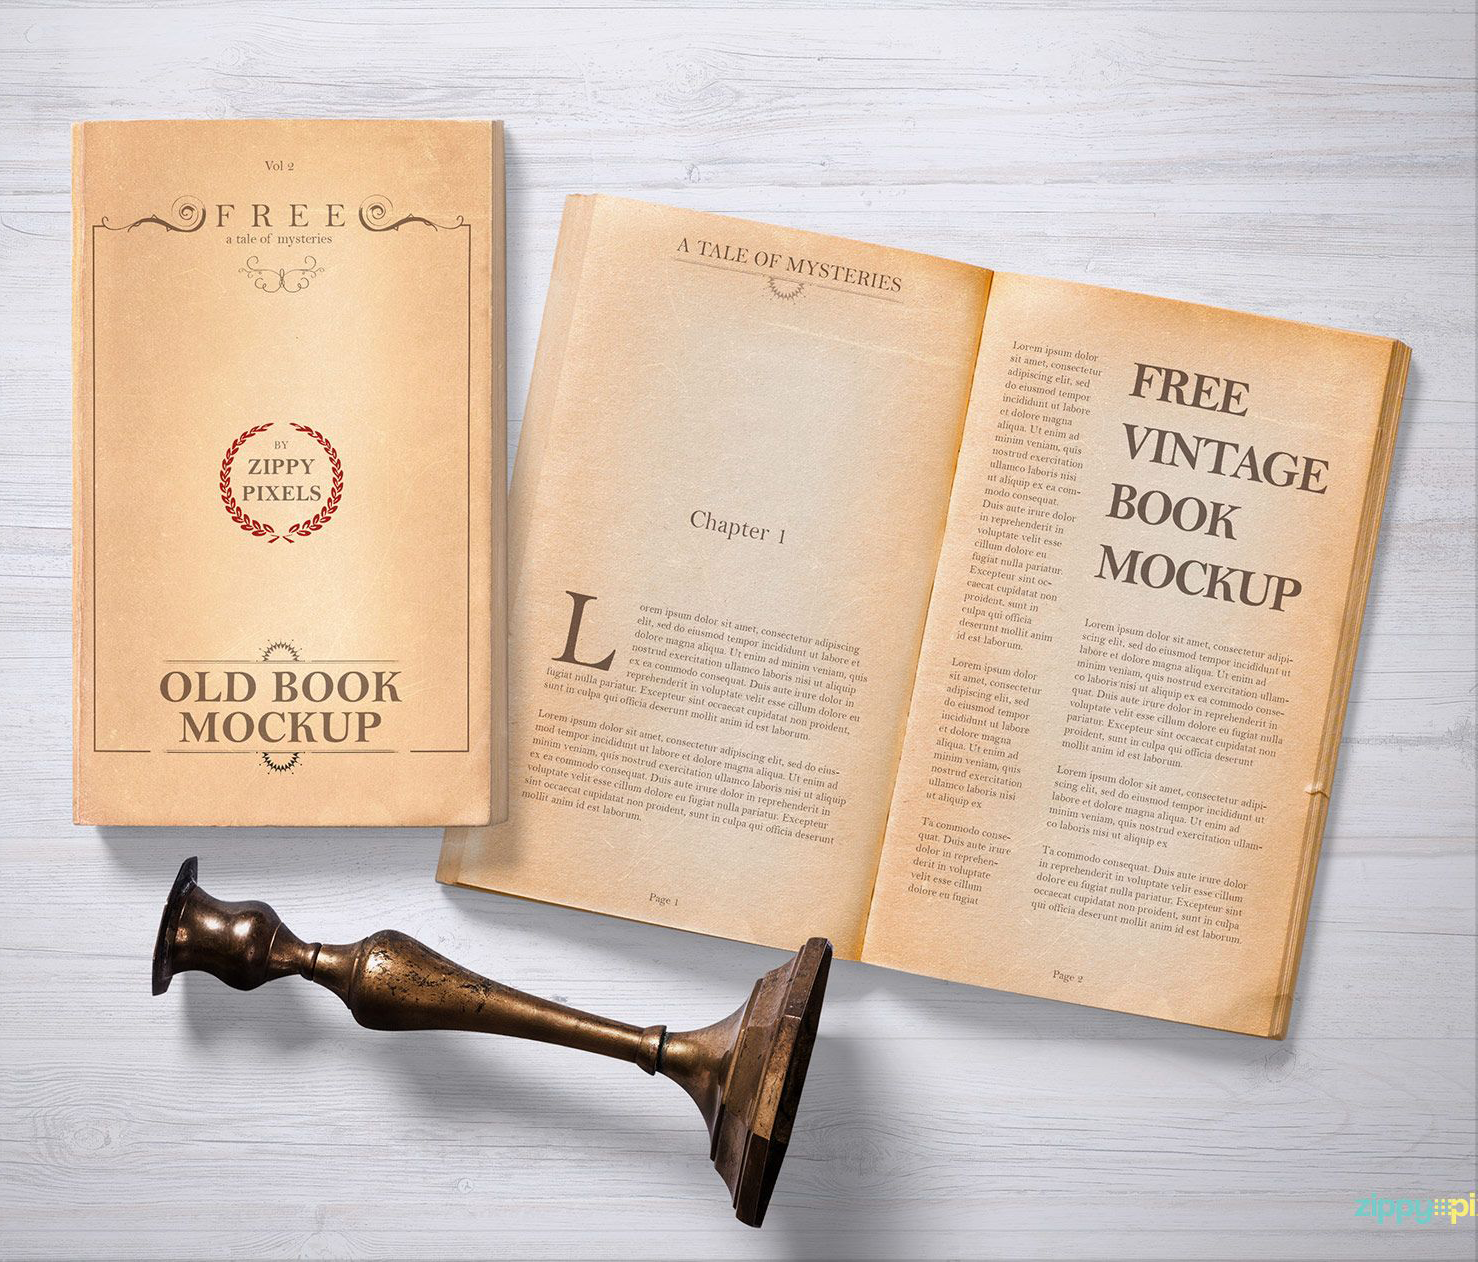 Vol 2
FREE
a tale of mysteries
BY
ZIPPY
PIXELS
OLD BOOK
MOCKUP
A TALE OF MYSTERIES
Chapter 1
Lorem ipsum dolor sit amet, consectetur adipiscing
elit, sed do eiusmod tempor incididunt ut labore et
dolore magna aliqua. Ut enim ad minim veniam, quis
nostrud exercitation ullamco laboris nisi ut aliquip
ex ea commodo consequat. Duis aute irure dolor in
reprehenderit in voluptate velit esse cillum dolore eu
fugiat nulla pariatur. Excepteur sint occaecat cupidatat non proident,
sunt in culpa qui officia deserunt mollit anim id est laborum.
Lorem ipsum dolor sit amet, consectetur adipiscing elit, sed do eius-
mod tempor incididunt ut labore et dolore magna aliqua. Ut enim ad
minim veniam, quis nostrud exercitation ullamco laboris nisi ut aliquip
ex ea commodo consequat. Duis aute irure dolor in reprehenderit in
voluptate velit esse cillum dolore eu fugiat nulla pariatur. Excepteur
sint occaecat cupidatat non proident, sunt in culpa qui officia deserunt
mollit anim id est laborum.
Page 1
Lorem ipsum dolor
sit amet, consectetur
adipiscing elit, sed
do eiusmod tempor
incididunt ut labore
et dolore magna
aliqua. Ut enim ad
minim veniam, quis
nostrud exercitation
ullamco laboris nisi
ut aliquip ex ea com-
modo consequat.
Duis aute irure dolor
in reprehenderit in
voluptate velit esse
cillum dolore eu
fugiat nulla pariatur.
Excepteur sint oc-
caecat cupidatat non
proident, sunt in
culpa qui officia
deserunt mollit anim
id est laborum.
Lorem ipsum dolor
sit amet, consectetur
adipiscing elit, sed
do eiusmod tempor
incididunt ut labore
et dolore magna
aliqua. Ut enim ad
minim veniam, quis
nostrud exercitation
ullamco laboris nisi
ut aliquip ex
Ta commodo conse-
quat. Duis aute irure
dolor in reprehen-
derit in voluptate
velit esse cillum
dolore eu fugiat
FREE
VINTAGE
BOOK
MOCKUP
Lorem ipsum dolor sit amet, consectetur adipi-
scing elit, sed do eiusmod tempor incididunt ut
labore et dolore magna aliqua. Ut enim ad
minim veniam, quis nostrud exercitation ullam-
co laboris nisi ut aliquip ex ea commodo conse-
quat. Duis aute irure dolor in reprehenderit in
voluptate velit esse cillum dolore eu fugiat nulla
pariatur. Excepteur sint occaecat cupidatat non
proident, sunt in culpa qui officia deserunt
mollit anim id est laborum.
Lorem ipsum dolor sit amet, consectetur adipi-
scing elit, sed do eiusmod tempor incididunt ut
labore et dolore magna aliqua. Ut enim ad
minim veniam, quis nostrud exercitation ullam-
co laboris nisi ut aliquip ex
Ta commodo consequat. Duis aute irure dolor
in reprehenderit in voluptate velit esse cillum
dolore eu fugiat nulla pariatur. Excepteur sint
occaecat cupidatat non proident, sunt in culpa
qui officia deserunt mollit anim id est laborum.
Page 2
zippy pi